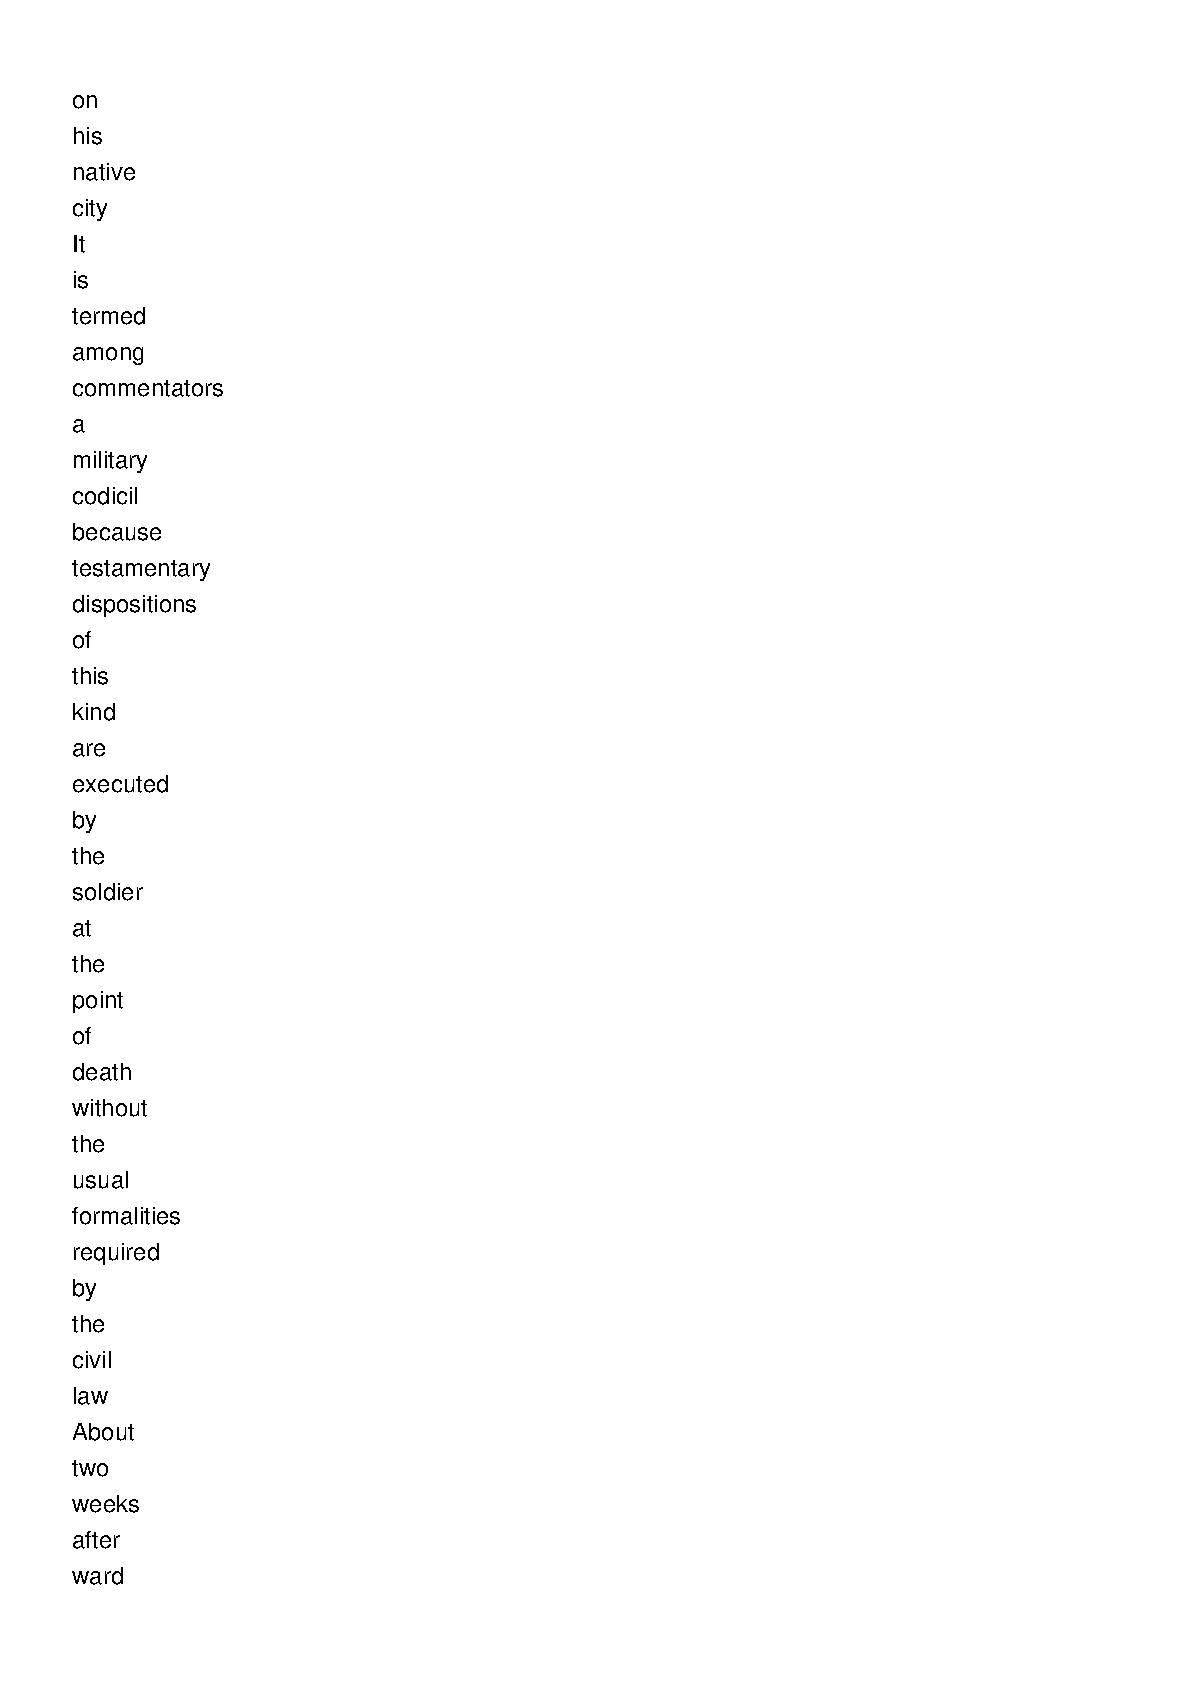 on
his
native
city
It
is
termed
among
commentators
a
military
codicil
because
testamentary
dispositions
of
this
kind
are
executed
by
the
soldier
at
the
point
of
death
without
the
usual
formalities
required
by
the
civil
law
About
two
weeks
after
ward